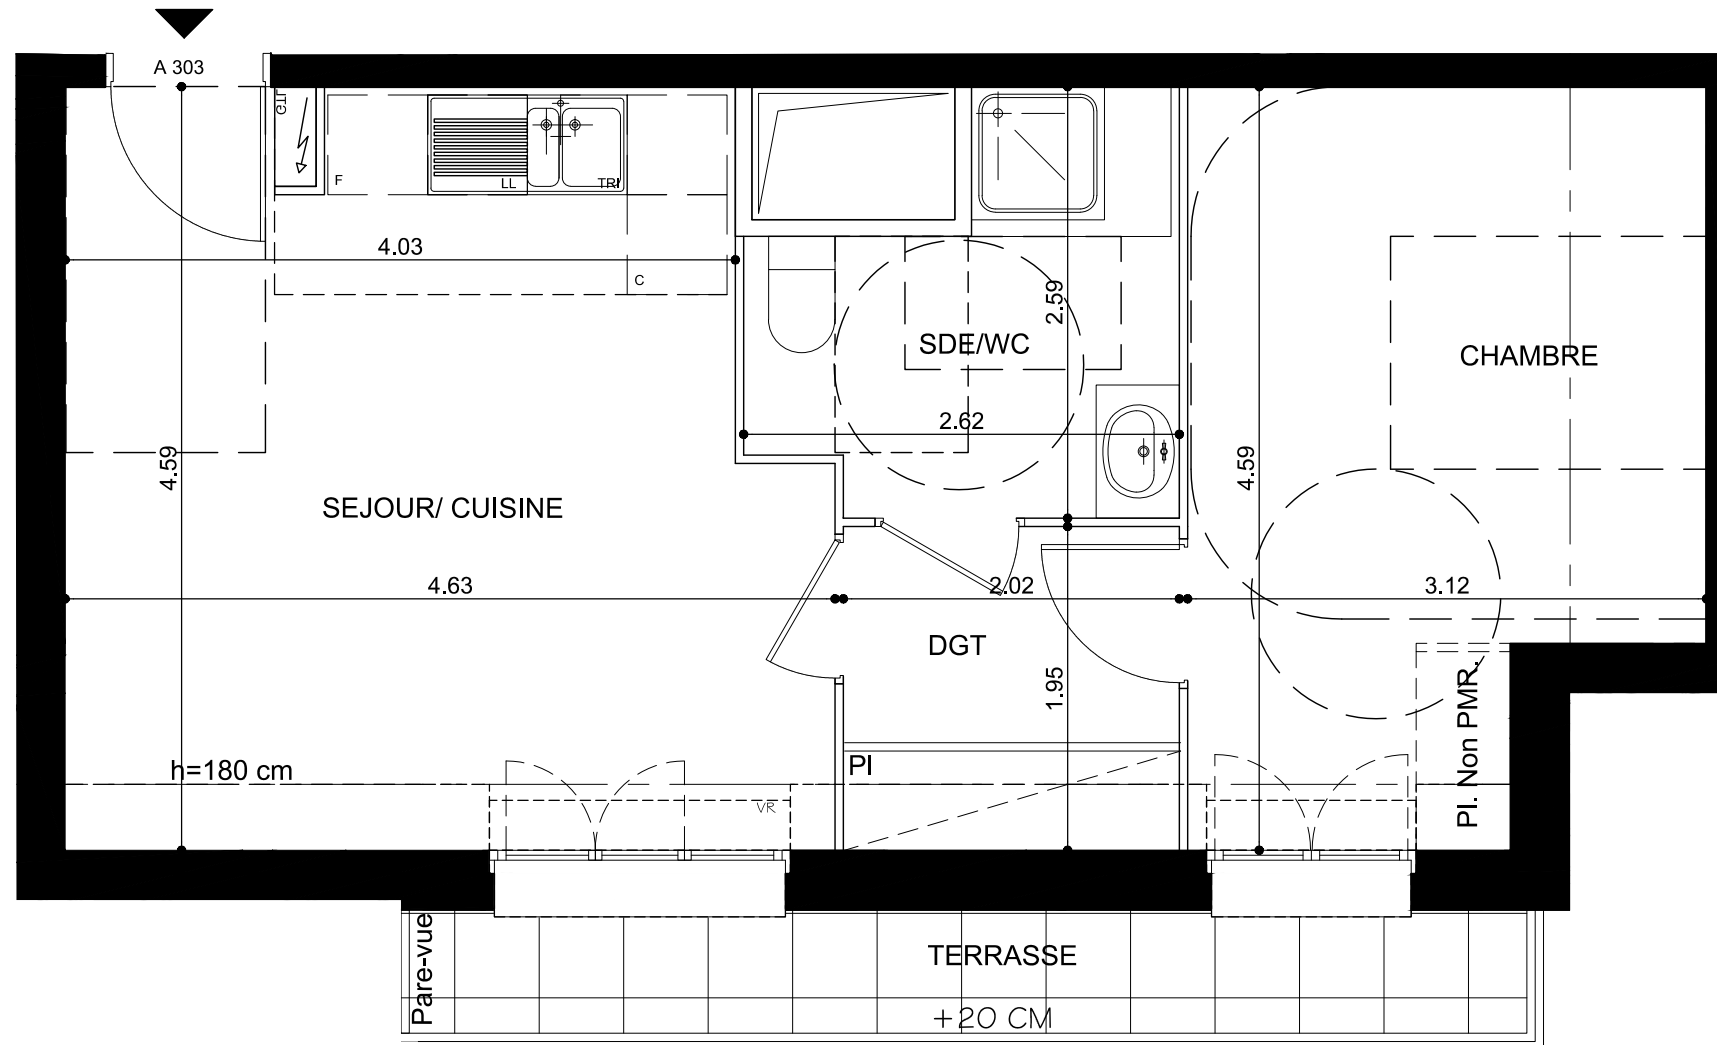 A 303
GTL
F
LL
TRI
4.03
C
2.59
SDE/WC
CHAMBRE
2.62
4.59
4.59
SEJOUR/ CUISINE
4.63
2.02
3.12
DGT
1.95
Pl. Non PMR.
h=180 cm
Pl
VR
Pare-vue
TERRASSE
+20 CM